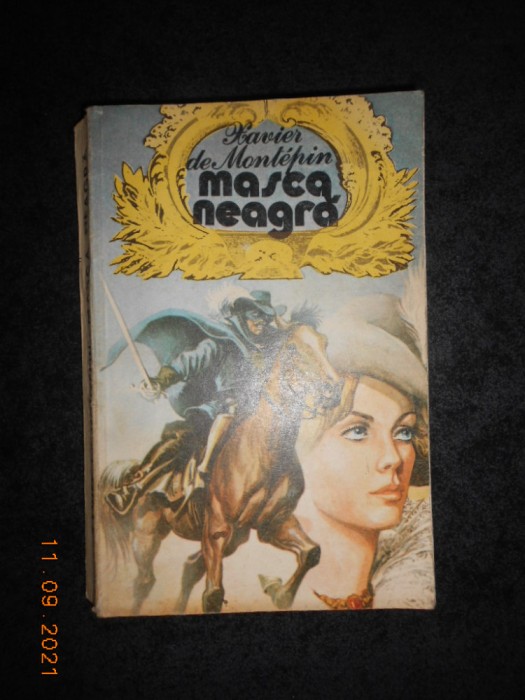 Xavier
de Montépin
masca
neagră
11.09.2021